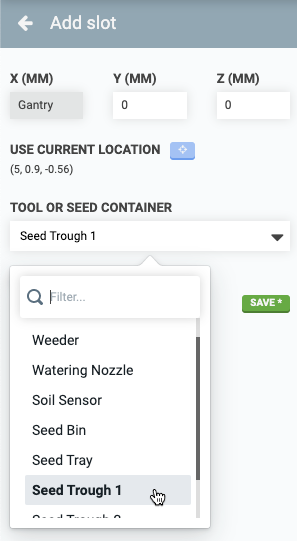 Add slot
X (MM) Y (MM) Z (MM)
Gantry 0 0
USE CURRENT LOCATION
(5, 0.9, -0.56)
TOOL OR SEED CONTAINER
Seed Trough 1
Filter...
SAVE *
Weeder
Watering Nozzle
Soil Sensor
Seed Bin
Seed Tray
Seed Trough 1